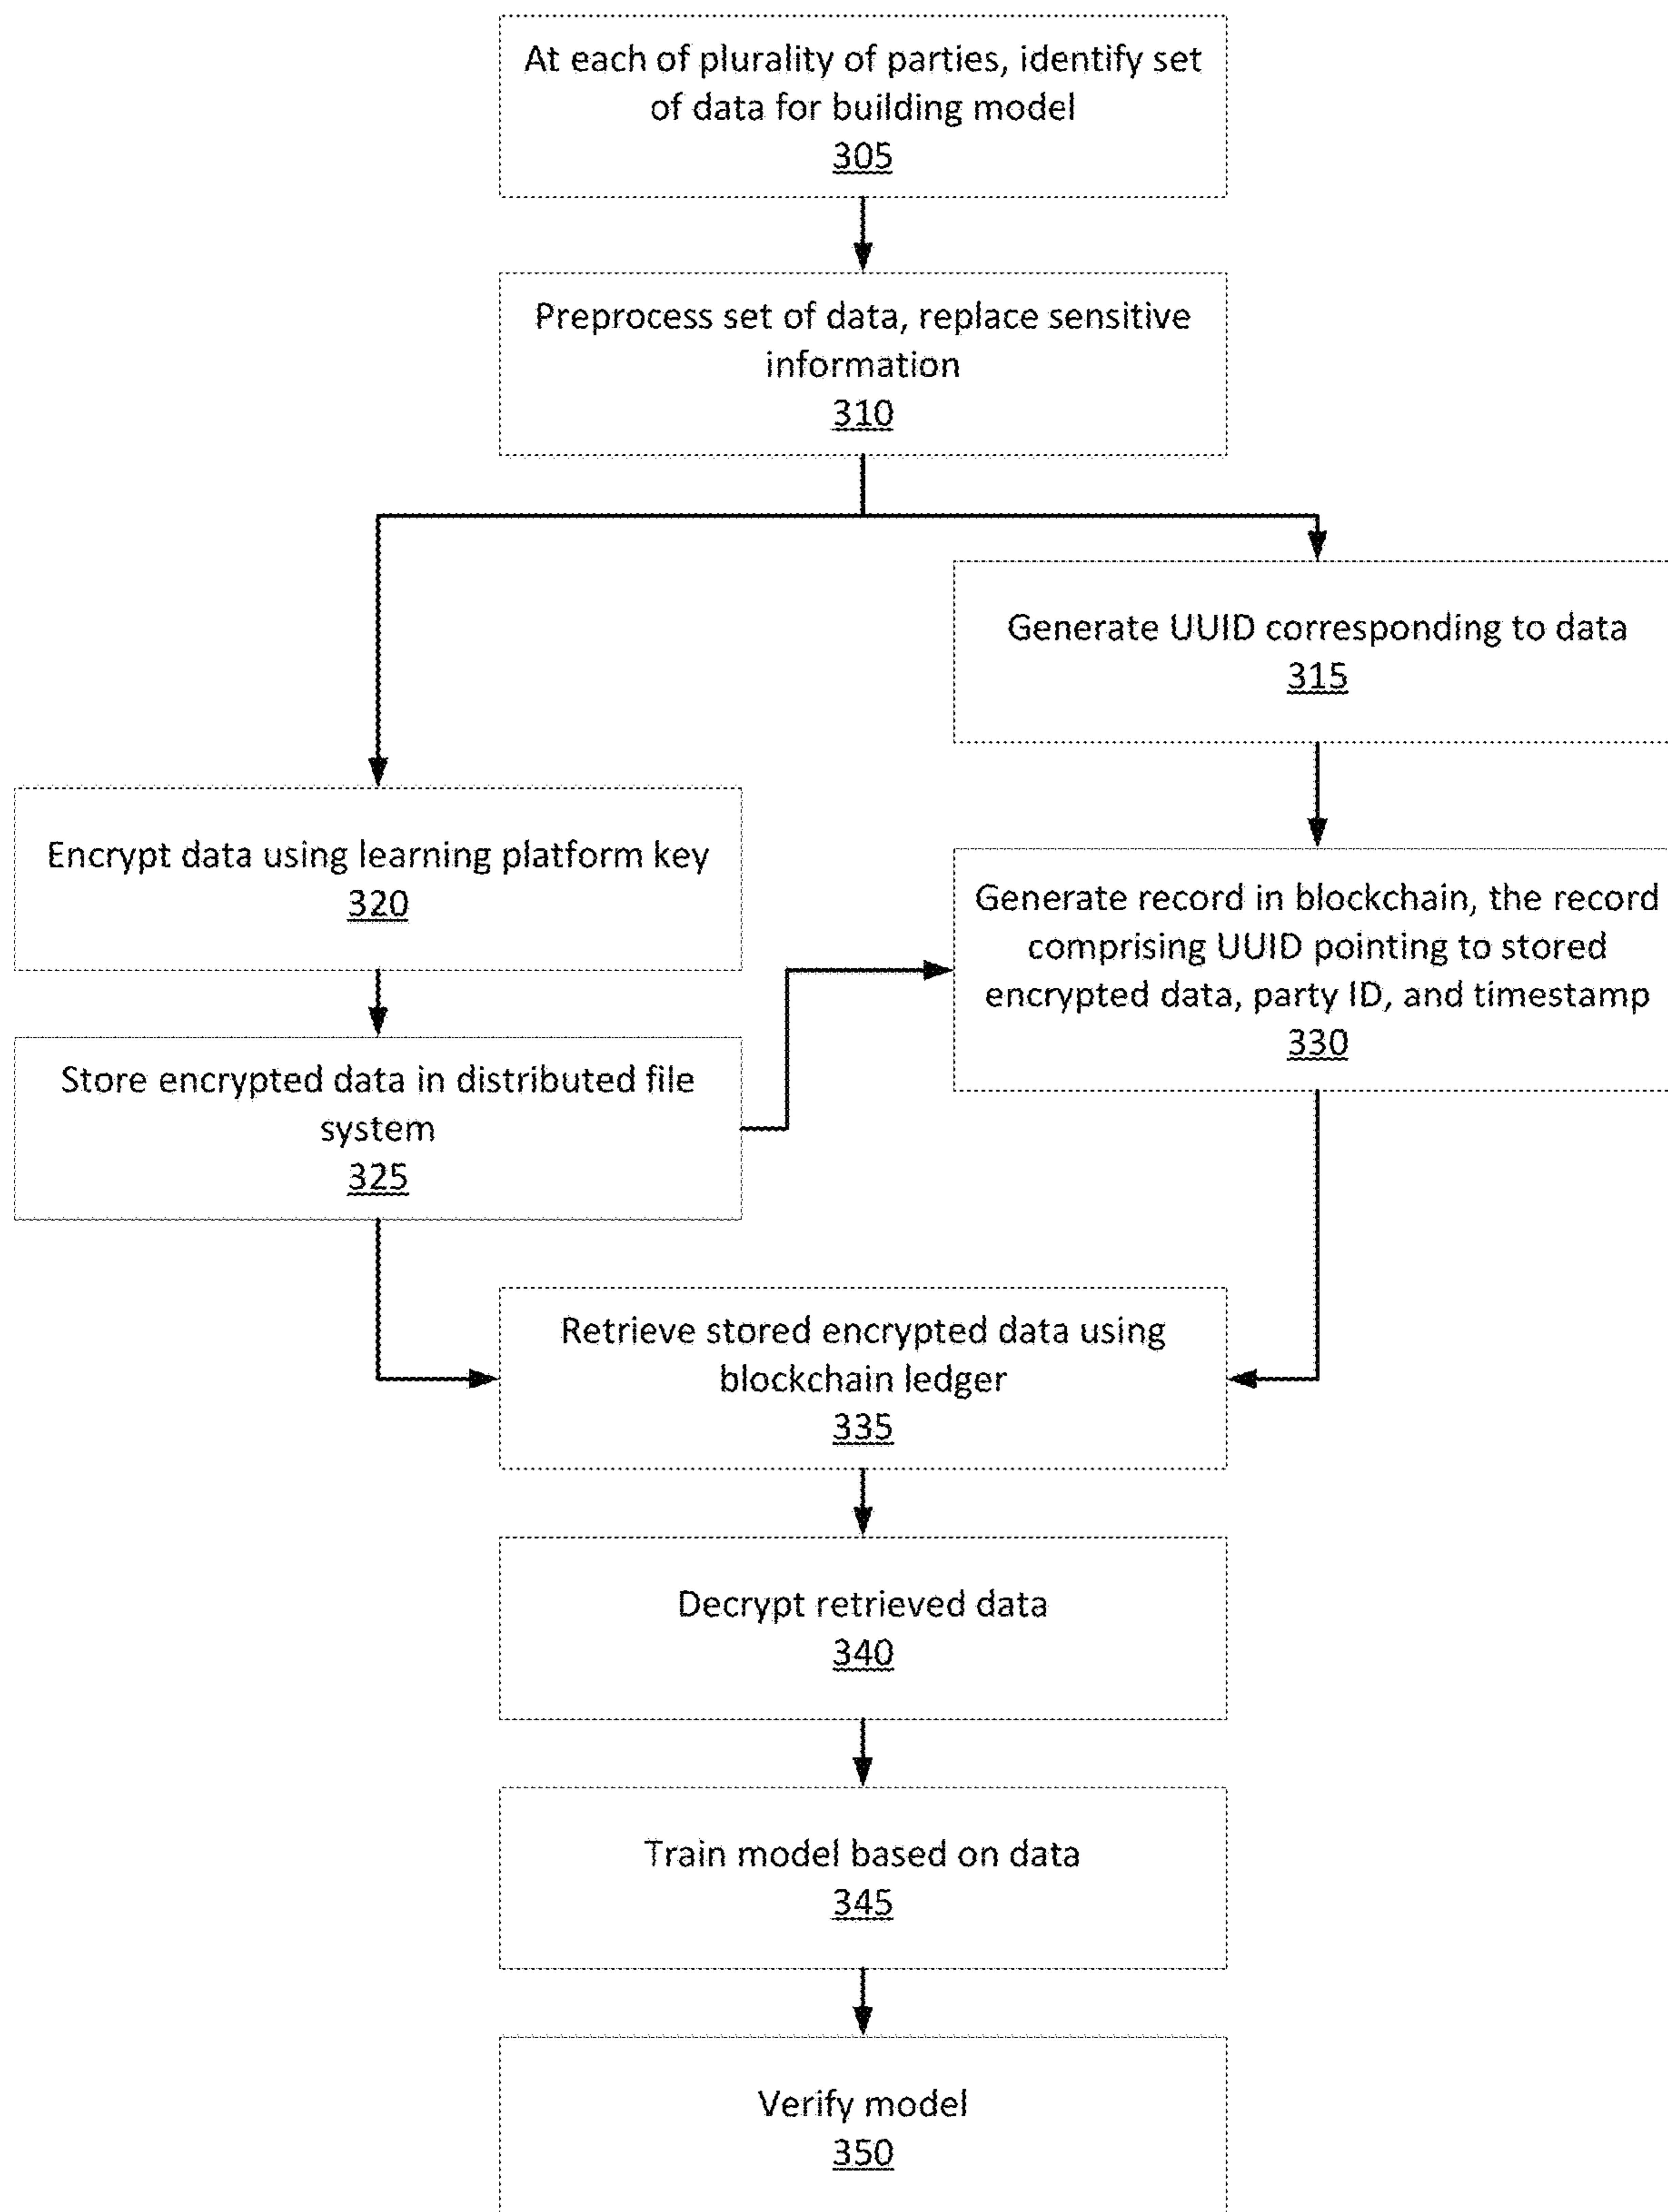 At each of plurality of parties, identify set
of data for building model
305
Preprocess set of data, replace sensitive
information
310
Generate UUID corresponding to data
315
Encrypt data using learning platform key
320
Generate record in blockchain, the record
comprising UUID pointing to stored
encrypted data, party ID, and timestamp
330
Store encrypted data in distributed file
system
325
Retrieve stored encrypted data using
blockchain ledger
335
Decrypt retrieved data
340
Train model based on data
345
Verify model
350